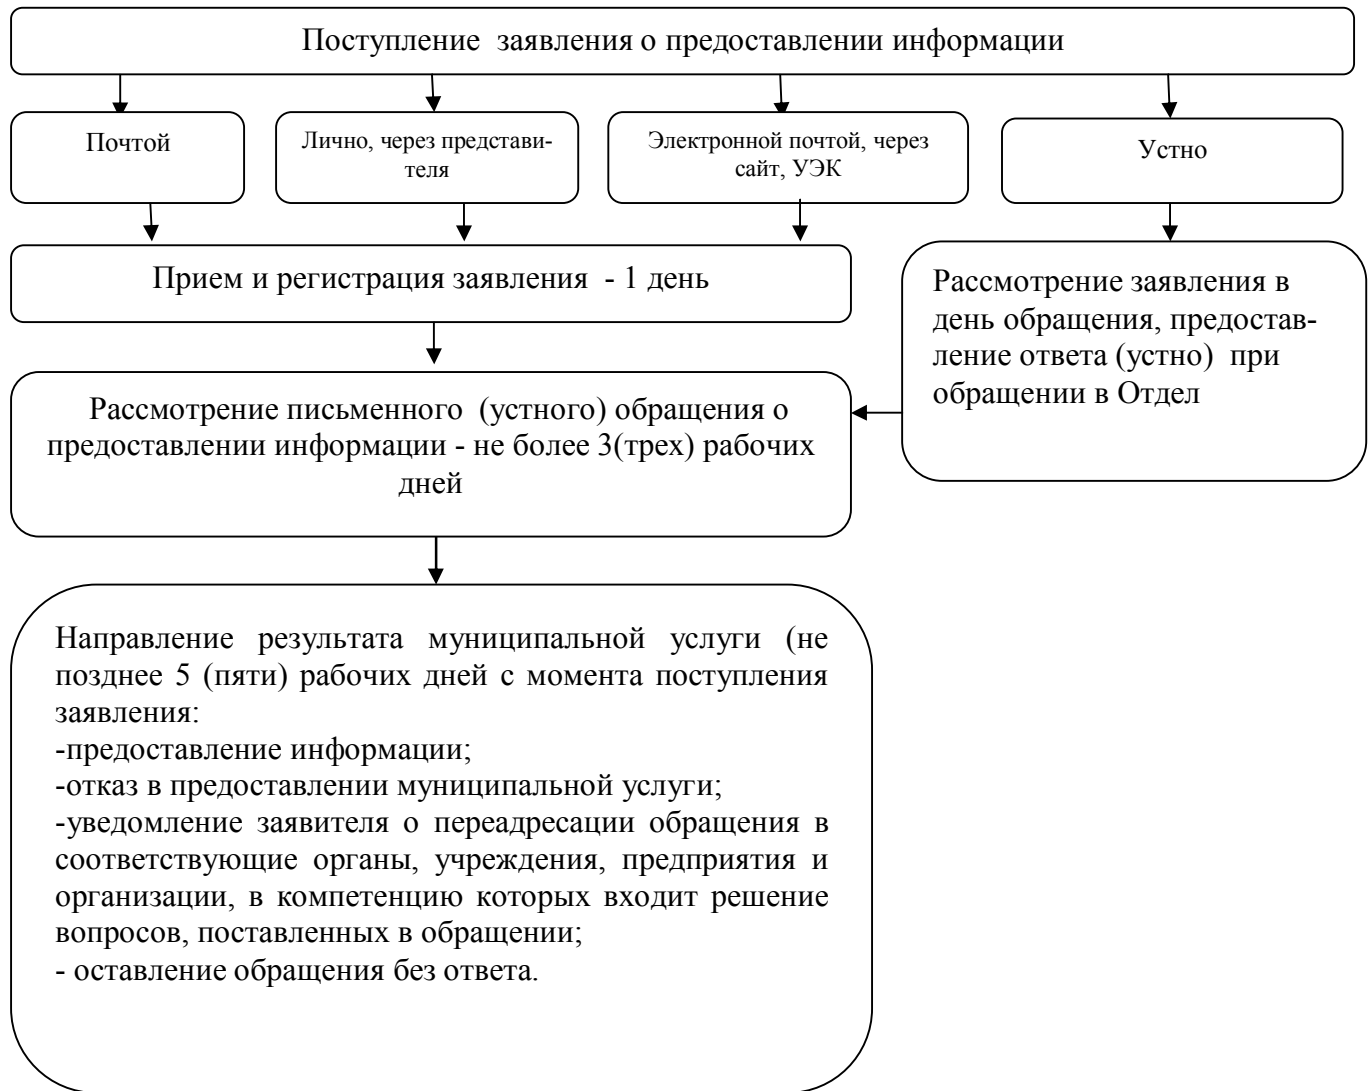 Поступление заявления о предоставлении информации
Почтой
Лично, через представи-
теля
Электронной почтой, через
сайт, УЭК
Устно
Прием и регистрация заявления - 1 день
Рассмотрение заявления в
день обращения, предостав-
ление ответа (устно) при
обращении в Отдел
Рассмотрение письменного (устного) обращения о
предоставлении информации - не более 3(трех) рабочих
дней
Направление результата муниципальной услуги (не
позднее 5 (пяти) рабочих дней с момента поступления
заявления:
-предоставление информации;
-отказ в предоставлении муниципальной услуги;
-уведомление заявителя о переадресации обращения в
соответствующие органы, учреждения, предприятия и
организации, в компетенцию которых входит решение
вопросов, поставленных в обращении;
- оставление обращения без ответа.